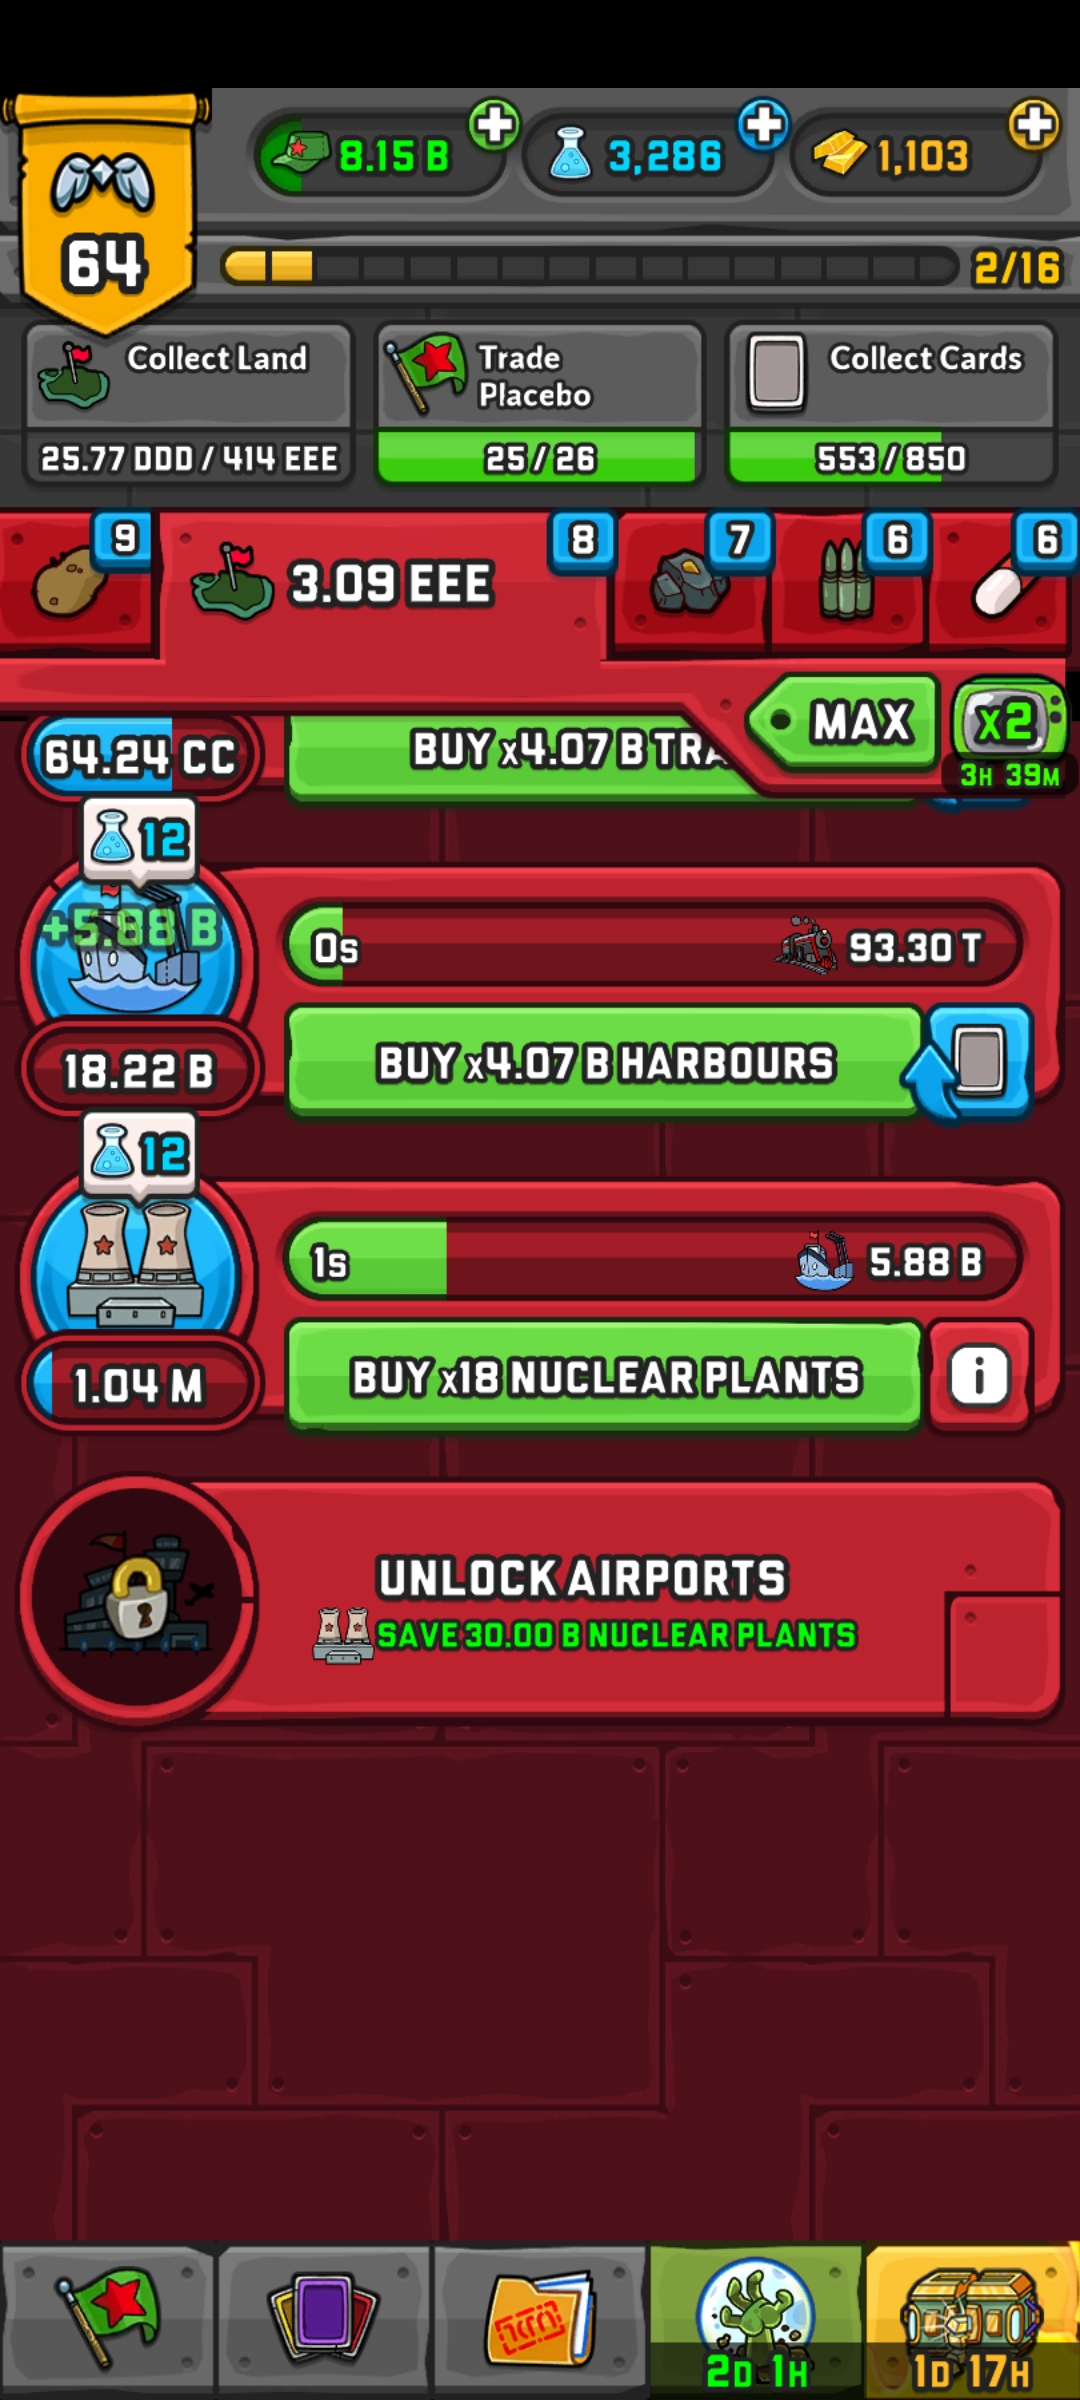 8.15 B
3,286
1,103
64
2/16
Collect Land
25.77 DDD / 414 EEE
Trade
Placebo
25 / 26
Collect Cards
553 / 850
9
3.09 EEE
8
7
6
6
MAX
x2
3H 39M
64.24 CC
BUY x4.07 B TRA
12
+5.88 B
0s
93.30 T
18.22 B
BUY x4.07 B HARBOURS
12
1s
5.88 B
1.04 M
BUY x18 NUCLEAR PLANTS
i
UNLOCK AIRPORTS
SAVE 30.00 B NUCLEAR PLANTS
2D 1H
1D 17H